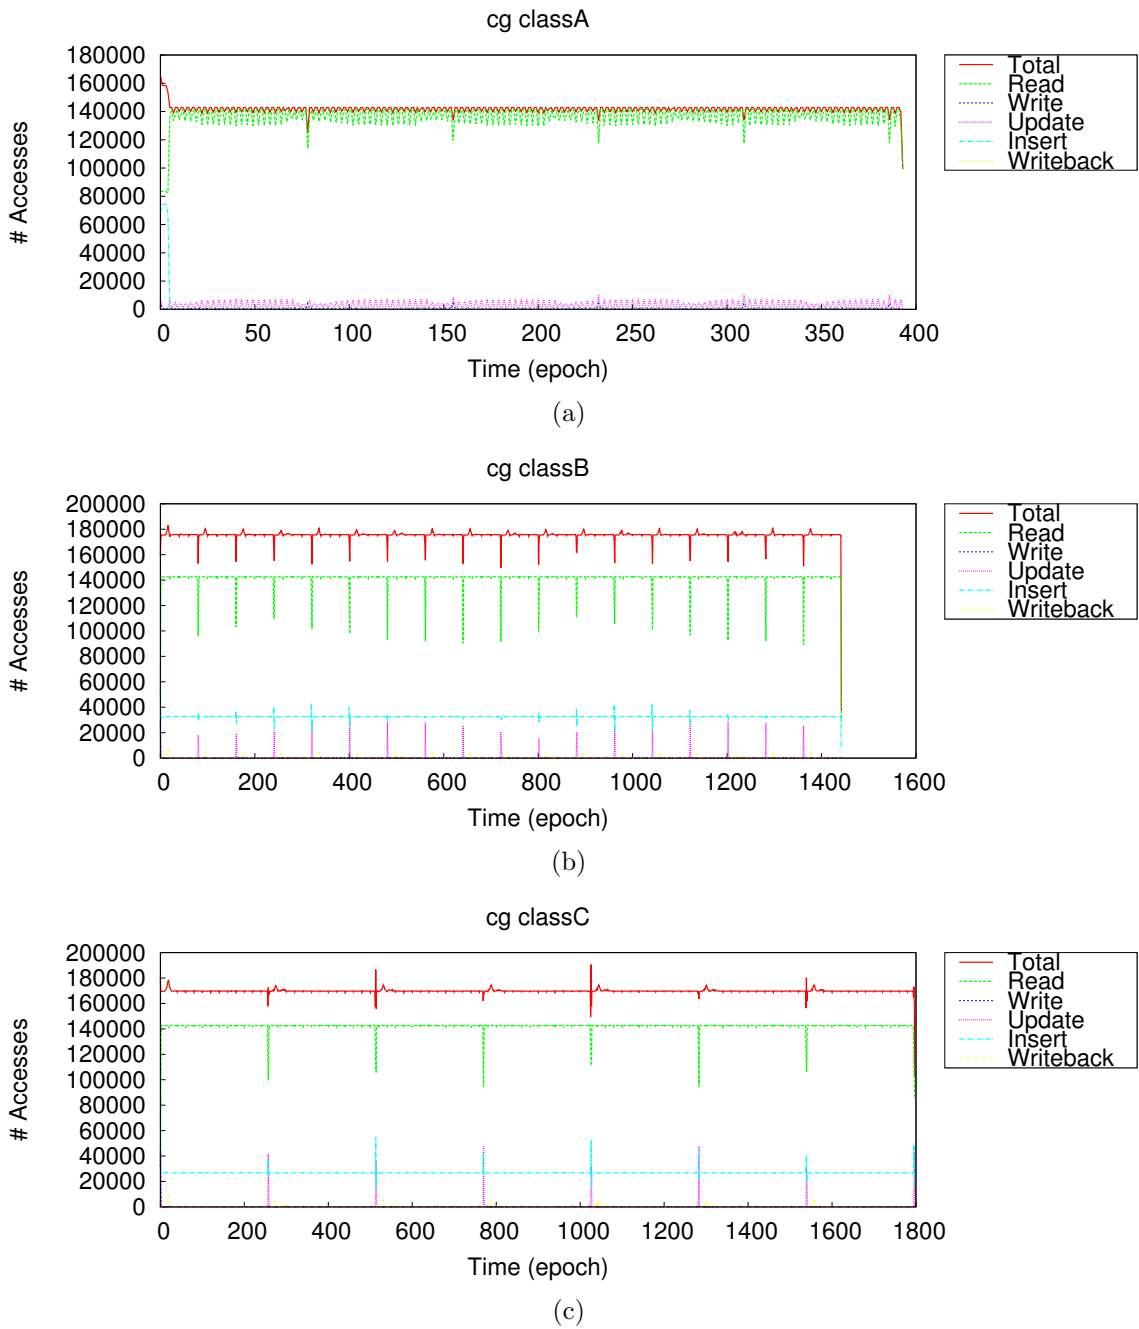 cg classA
180000
160000
140000
120000
100000
80000
60000
40000
20000
0
# Accesses
0 50 100 150 200 250 300 350 400
Time (epoch)
Total
Read
Write
Update
Insert
Writeback
(a)
cg classB
200000
180000
160000
140000
120000
100000
80000
60000
40000
20000
0
# Accesses
0 200 400 600 800 1000 1200 1400 1600
Time (epoch)
Total
Read
Write
Update
Insert
Writeback
(b)
cg classC
200000
180000
160000
140000
120000
100000
80000
60000
40000
20000
0
# Accesses
0 200 400 600 800 1000 1200 1400 1600 1800
Time (epoch)
Total
Read
Write
Update
Insert
Writeback
(c)